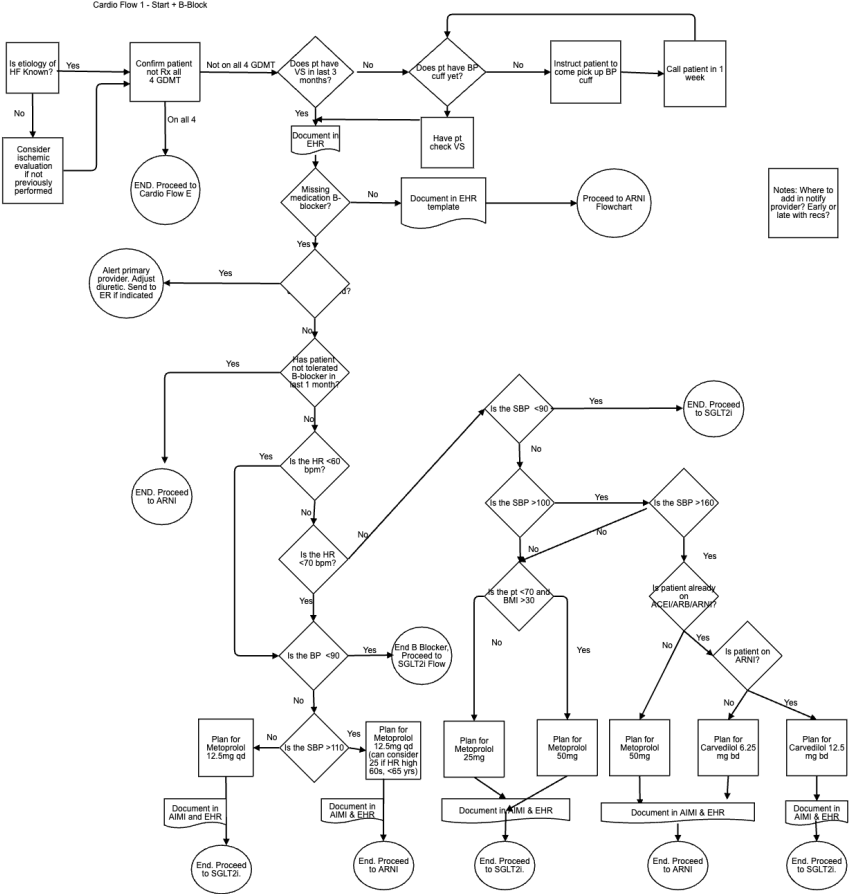 Cardio Flow 1 - Start + B-Block
Is etiology of
HF Known?
Yes
Confirm patient
not Rx all
4 GDMT
Not on all 4 GDMT
Does pt have
VS in last 3
months?
No
Does pt have BP
cuff yet?
No
Instruct patient to
come pick up BP
cuff
Call patient in 1
week
No
On all 4
Yes
Consider
ischemic
evaluation
if not
previously
performed
END. Proceed to
Cardio Flow E
Document in
EHR
Have pt
check VS
Missing
medication B-
blocker?
No
Document in EHR
template
Proceed to ARNI
Flowchart
Notes: Where to
add in notify
provider? Early or
late with recs?
Yes
Alert primary
provider. Adjust
diuretic. Send to
ER if indicated
Yes
No
Has patient
not tolerated
B-blocker in
last 1 month?
Yes
No
END. Proceed
to ARNI
Is the HR <60
bpm?
Yes
No
Is the HR
<70 bpm?
No
Yes
Is the SBP <90
Yes
END. Proceed
to SGLT2i
No
Is the SBP >100
Yes
Is the SBP >160
No
No
Yes
Is the pt <70 and
BMI >30
Is patient already
on
ACEI/ARB/ARNI?
No
Yes
No
Yes
Is patient on
ARNI?
No
Yes
Is the BP <90
Yes
End B Blocker,
Proceed to
SGLT2i Flow
No
Is the SBP >110
No
Yes
Plan for
Metoprolol
12.5mg qd
Plan for
Metoprolol
12.5mg qd
(can consider
25 if HR high
60s, <65 yrs)
Plan for
Metoprolol
25mg
Plan for
Metoprolol
50mg
Plan for
Metoprolol
50mg
Plan for
Carvedilol 6.25
mg bd
Plan for
Carvedilol 12.5
mg bd
Document in
AIMI and EHR
Document in
AIMI & EHR
Document in AIMI & EHR
Document in AIMI & EHR
Document in
AIMI & EHR
End. Proceed
to SGLT2i.
End. Proceed
to ARNI
End. Proceed
to SGLT2i.
End. Proceed
to ARNI
End. Proceed
to SGLT2i.